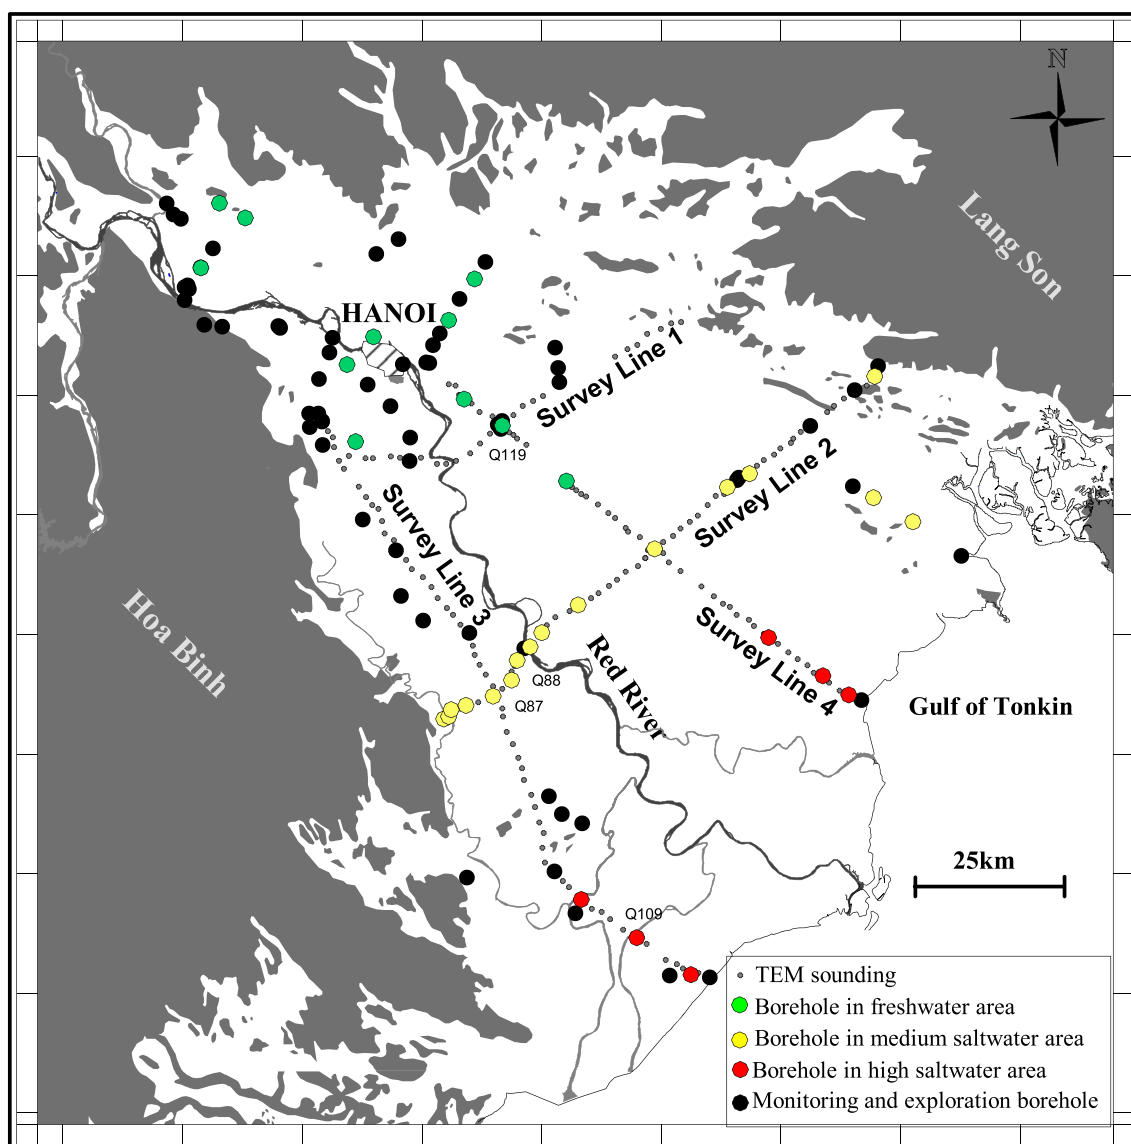 N
Lang Son
HANOI
Survey Line 1
Q119
Survey Line 2
Survey Line 3
Hoa Binh
Survey Line 4
Red River
Q88
Q87
Gulf of Tonkin
25km
Q109
TEM sounding
Borehole in freshwater area
Borehole in medium saltwater area
Borehole in high saltwater area
Monitoring and exploration borehole